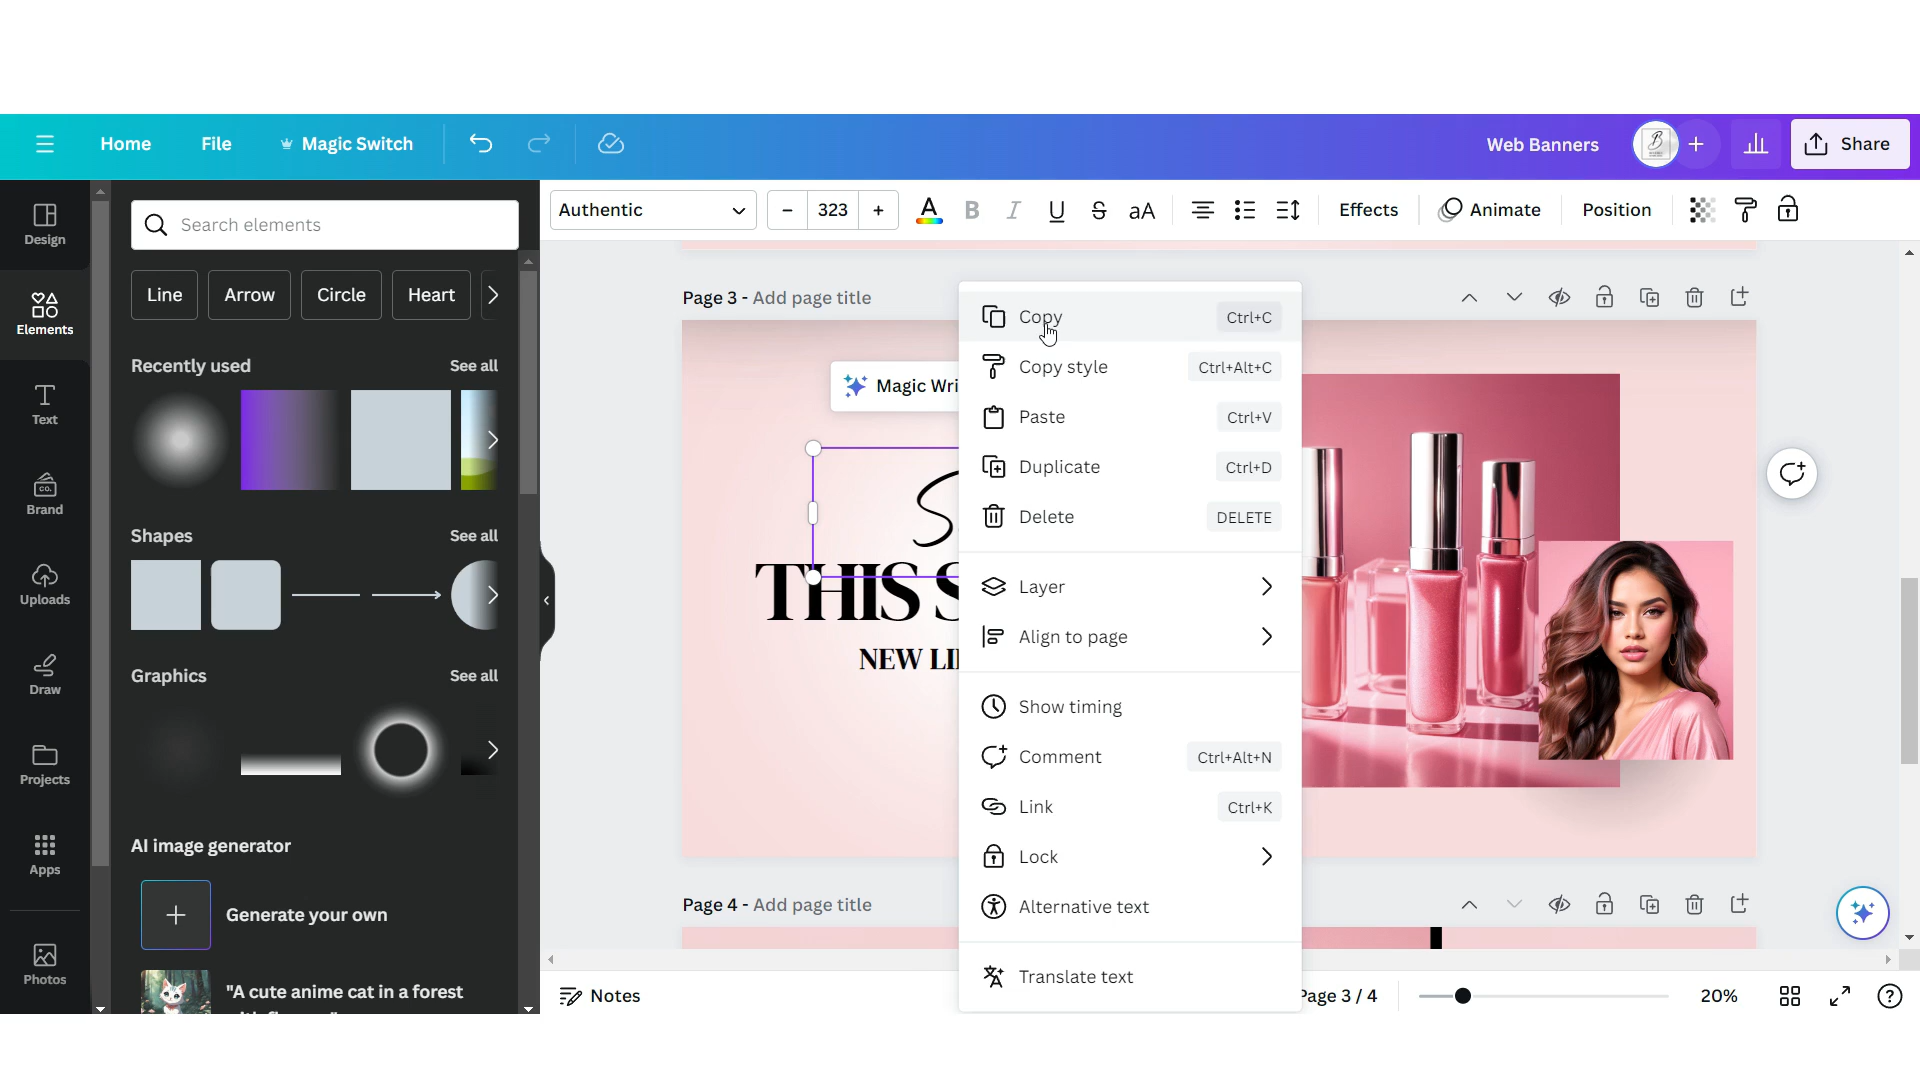 Home
File
Magic Switch
Web Banners
Share
Authentic
323
aA
Effects
Animate
Position
Design
Elements
Text
Brand
Uploads
Draw
Projects
Apps
Photos
Search elements
Line
Arrow
Circle
Heart
Recently used
See all
Shapes
See all
Graphics
See all
AI image generator
Generate your own
"A cute anime cat in a forest
Page 3 - Add page title
Magic Wri
THIS S
NEW LI
Copy
Ctrl+C
Copy style
Ctrl+Alt+C
Paste
Ctrl+V
Duplicate
Ctrl+D
Delete
DELETE
Layer
Align to page
Show timing
Comment
Ctrl+Alt+N
Link
Ctrl+K
Lock
Alternative text
Translate text
Page 4 - Add page title
Notes
Page 3 / 4
20%